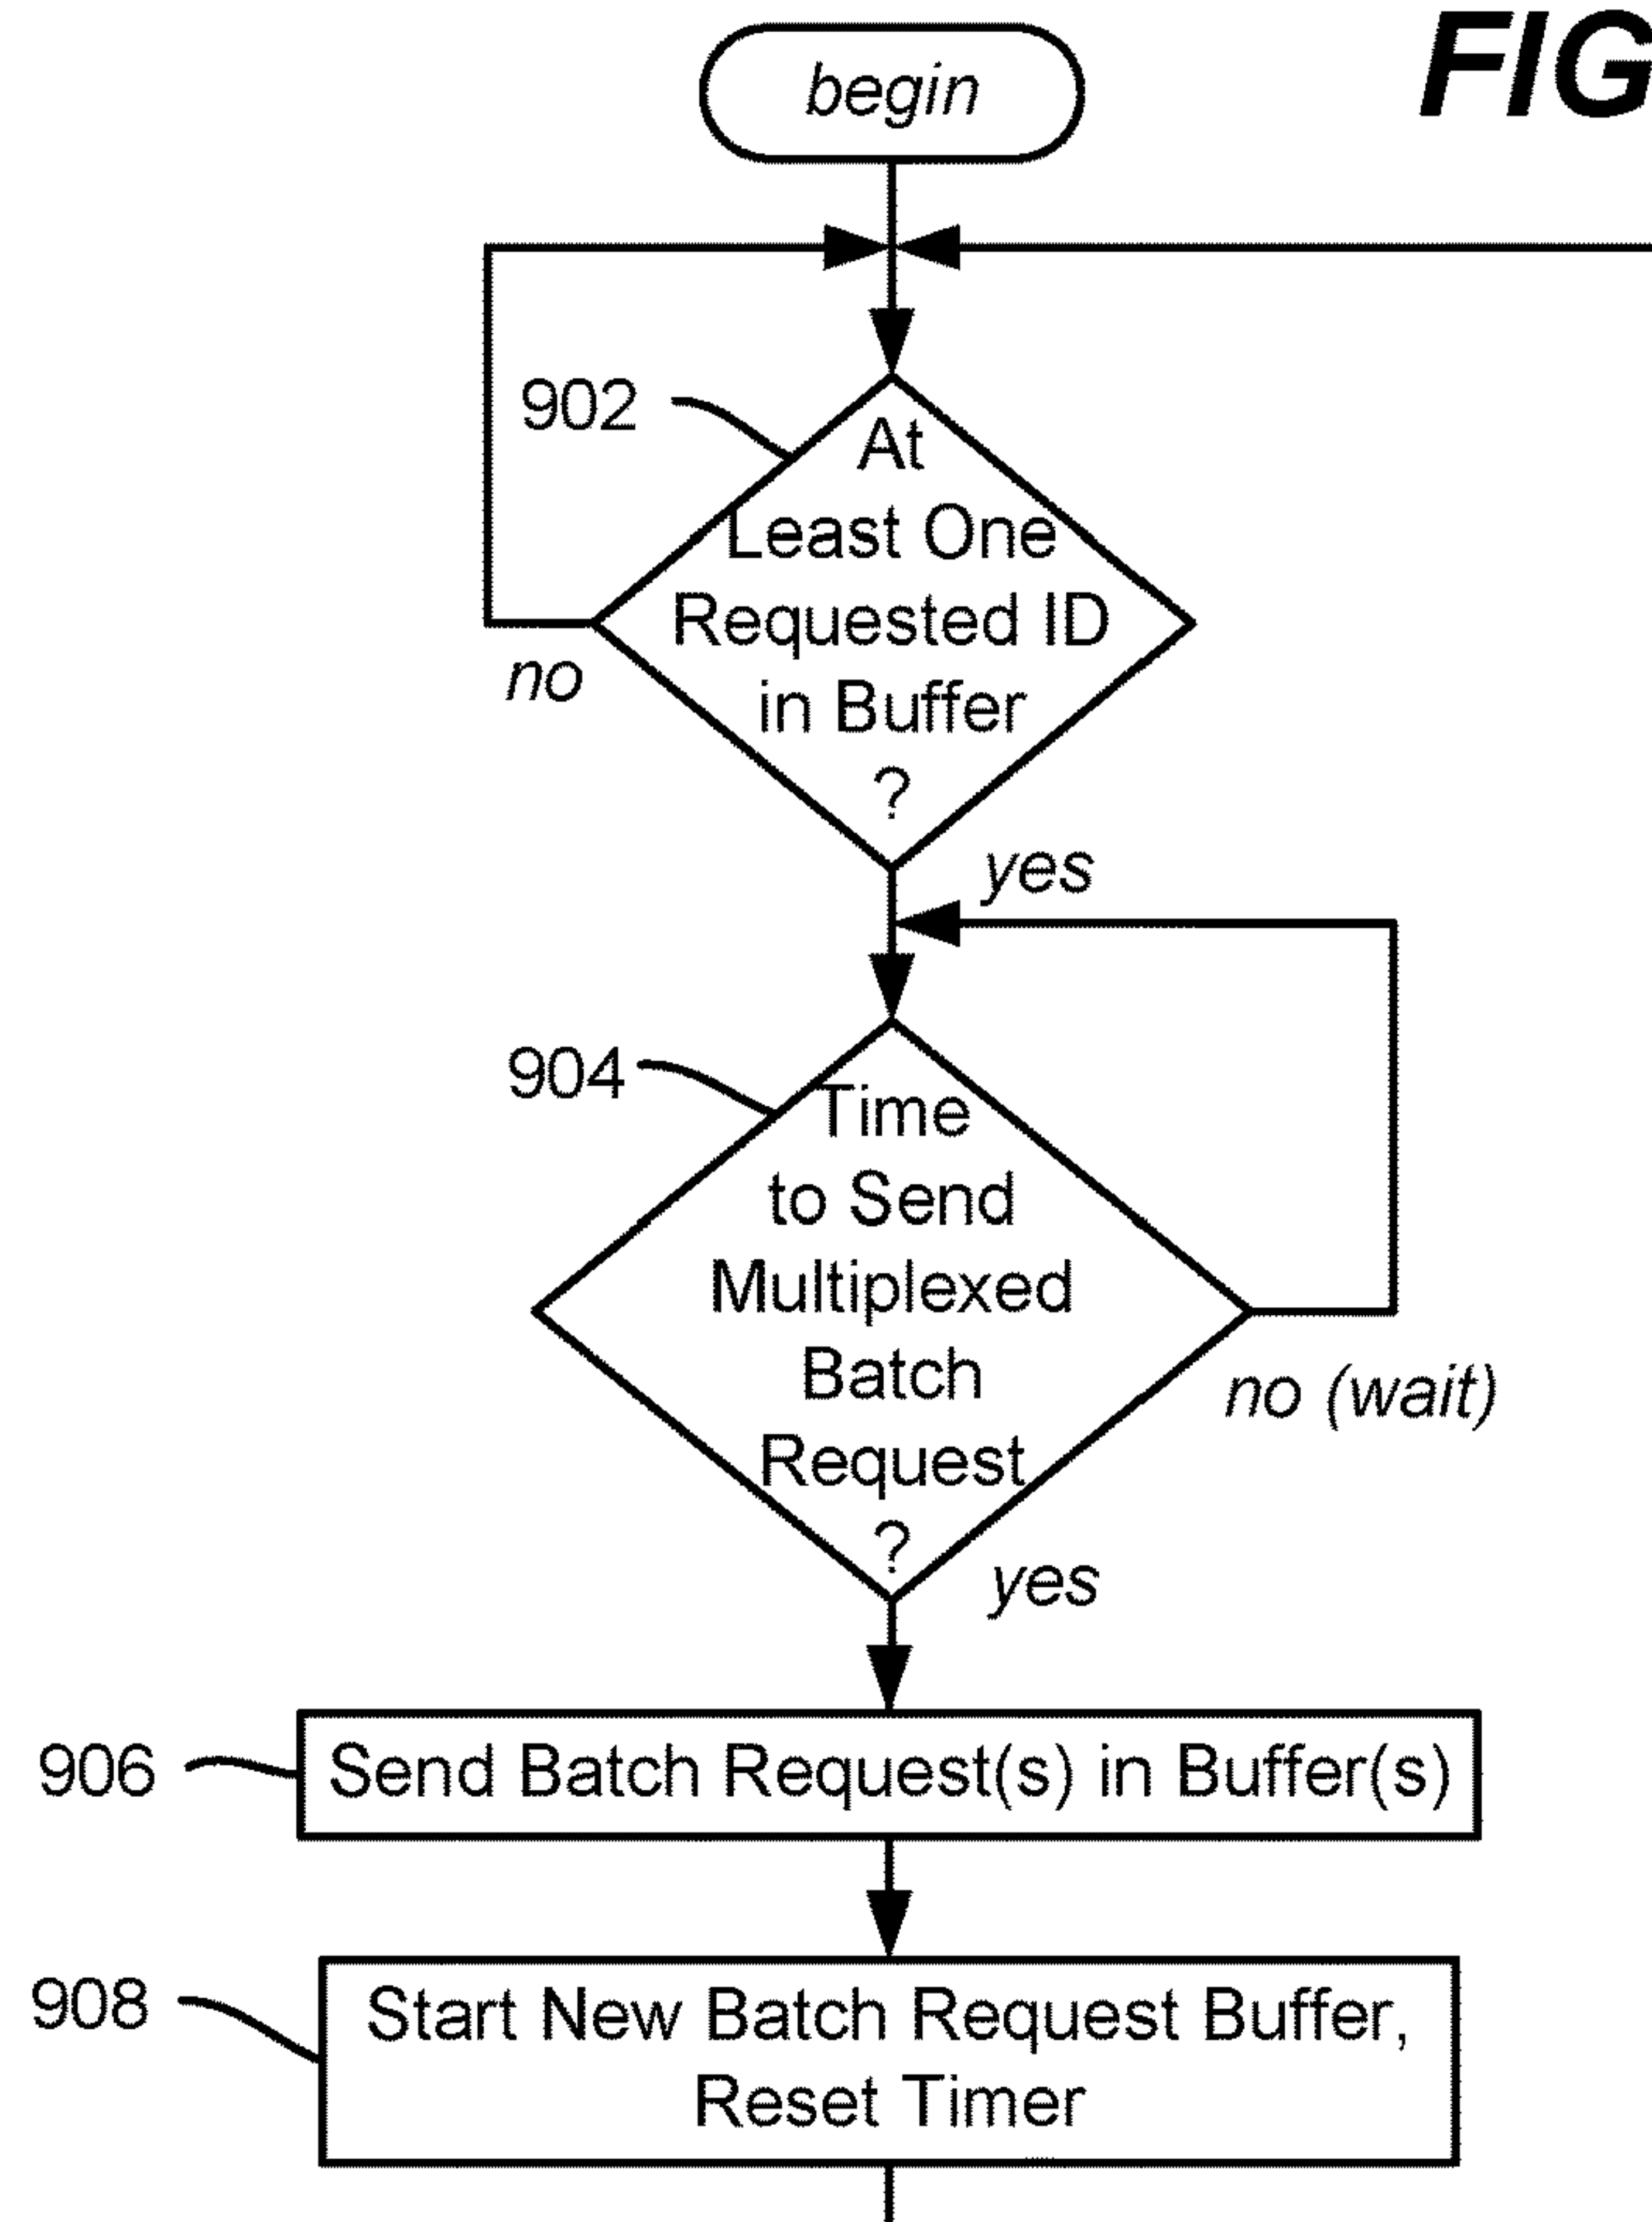 begin
FIG
902
At
Least One
Requested ID
in Buffer
?
no
yes
904
Time
to Send
Multiplexed
Batch
Request
?
no (wait)
yes
906
Send Batch Request(s) in Buffer(s)
908
Start New Batch Request Buffer,
Reset Timer